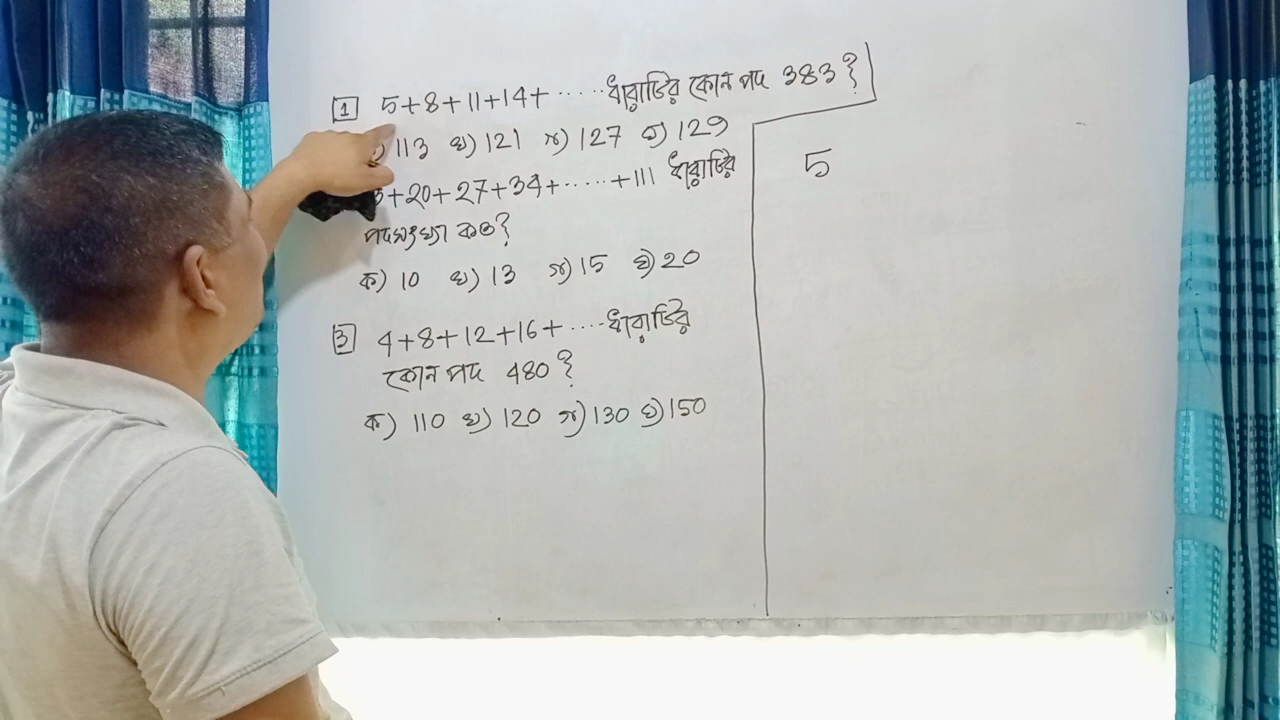 1 5+8+11+14+ ...... ধারাটির কোন পদ 383?
) 113 খ) 121 গ) 127 ঘ) 129
+20+27+34+......+111 ধারাটির
পদসংখ্যা কত?
ক) 10 খ) 13 গ) 15 ঘ) 20
3 4+8+12+16+ .... ধারাটির
কোন পদ 480?
ক) 110 খ) 120 গ) 130 ঘ) 150
5